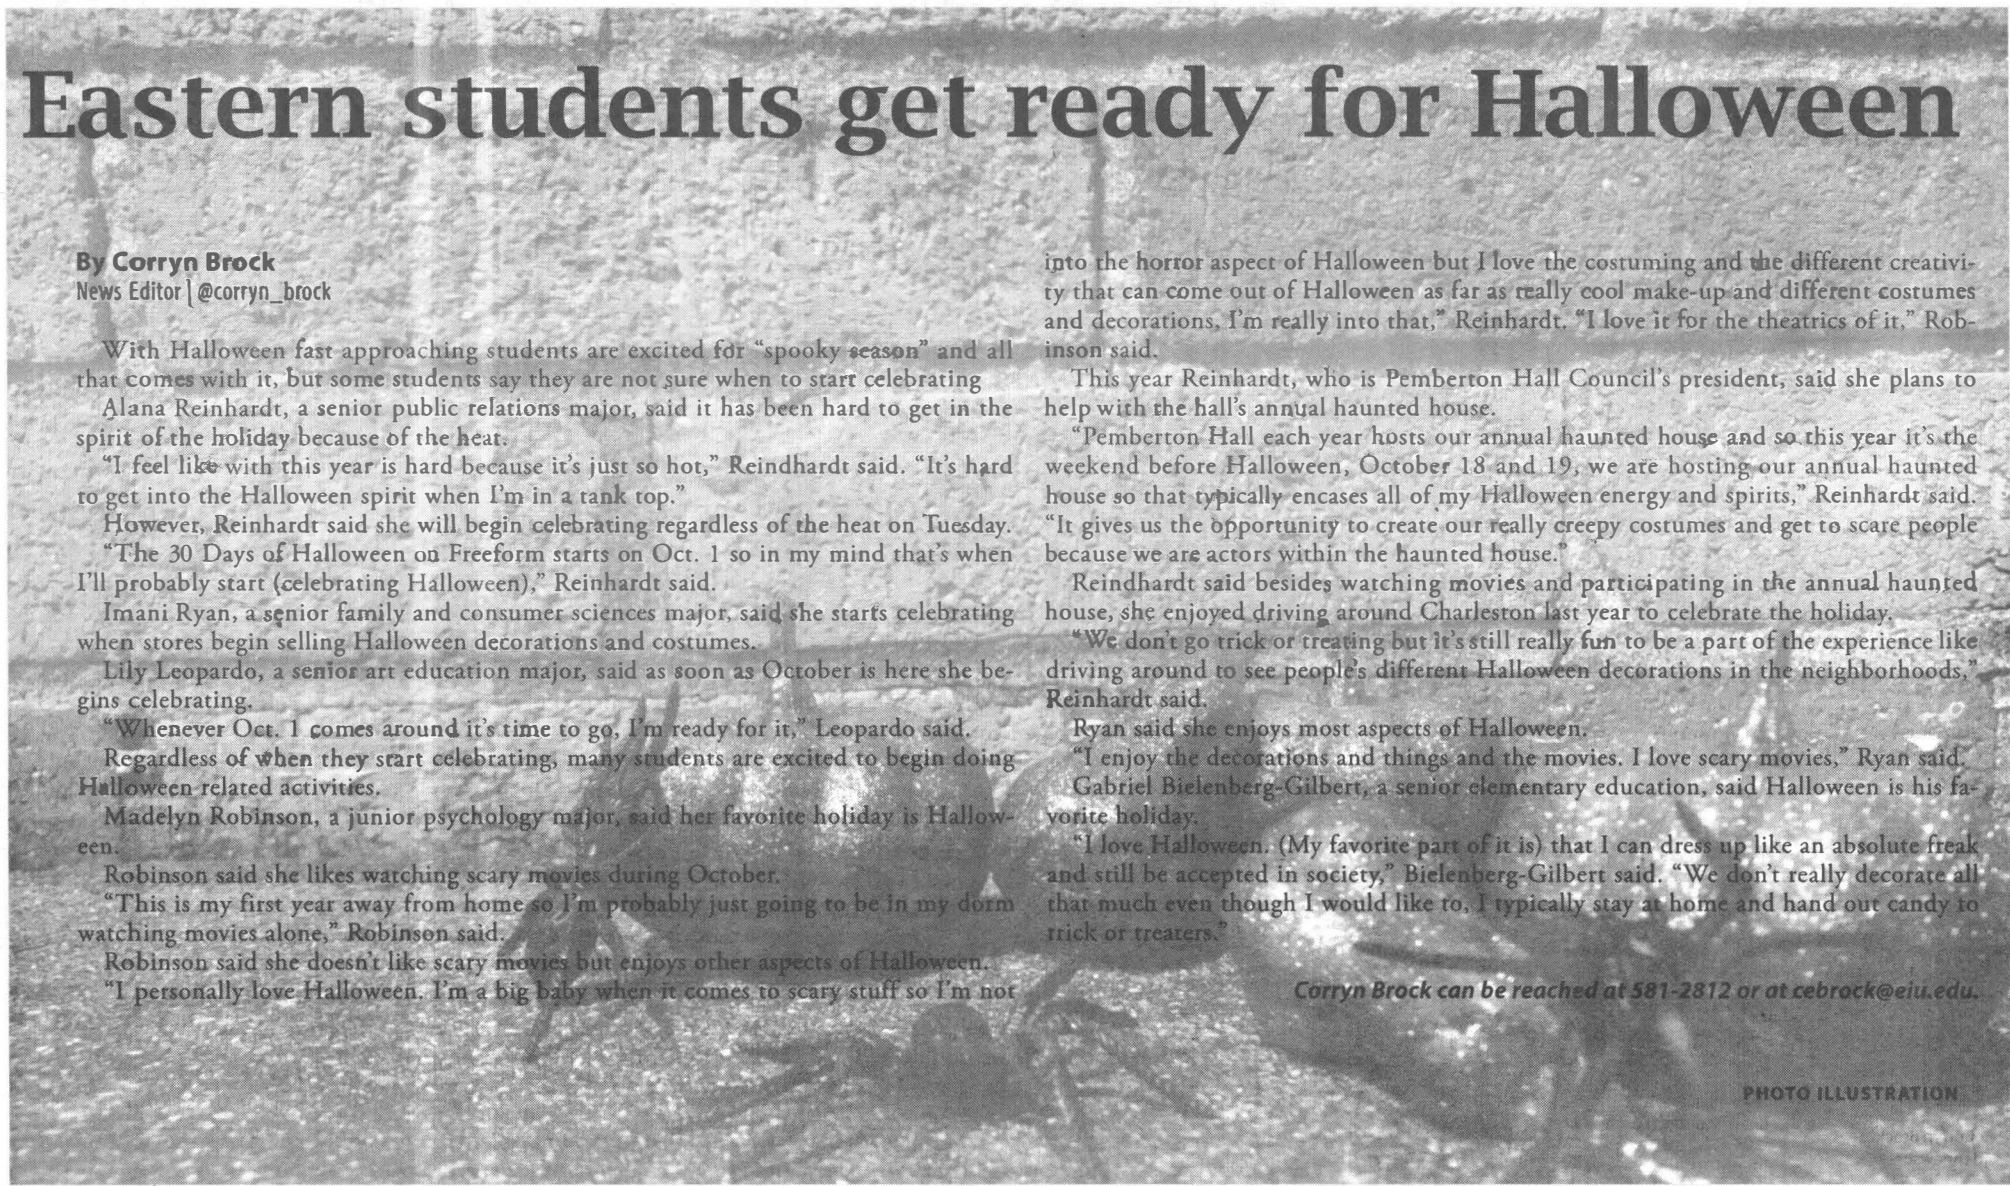 Eastern students get ready for Halloween
By Corryn Brock
News Editor | @corryn_brock
With Halloween fast approaching students are excited for “spooky season” and all
that comes with it, but some students say they are not sure when to start celebrating
Alana Reinhardt, a senior public relations major, said it has been hard to get in the
spirit of the holiday because of the heat.
“I feel like with this year is hard because it’s just so hot,” Reindhardt said. “It’s hard
to get into the Halloween spirit when I’m in a tank top.”
However, Reinhardt said she will begin celebrating regardless of the heat on Tuesday.
“The 30 Days of Halloween on Freeform starts on Oct. 1 so in my mind that’s when
I’ll probably start (celebrating Halloween),” Reinhardt said.
Imani Ryan, a senior family and consumer sciences major, said she starts celebrating
when stores begin selling Halloween decorations and costumes.
Lily Leopardo, a senior art education major, said as soon as October is here she be-
gins celebrating.
“Whenever Oct. 1 comes around it’s time to go, I’m ready for it,” Leopardo said.
Regardless of when they start celebrating, many students are excited to begin doing
Halloween related activities.
Madelyn Robinson, a junior psychology major, said her favorite holiday is Hallow-
een.
Robinson said she likes watching scary movies during October.
“This is my first year away from home so I’m probably just going to be in my dorm
watching movies alone,” Robinson said.
Robinson said she doesn’t like scary movies but enjoys other aspects of Halloween.
“I personally love Halloween. I’m a big baby when it comes to scary stuff so I’m not
into the horror aspect of Halloween but I love the costuming and the different creativi-
ty that can come out of Halloween as far as really cool make-up and different costumes
and decorations, I’m really into that,” Reinhardt. “I love it for the theatrics of it,” Rob-
inson said.
This year Reinhardt, who is Pemberton Hall Council’s president, said she plans to
help with the hall’s annual haunted house.
“Pemberton Hall each year hosts our annual haunted house and so this year it’s the
weekend before Halloween, October 18 and 19, we are hosting our annual haunted
house so that typically encases all of my Halloween energy and spirits,” Reinhardt said.
“It gives us the opportunity to create our really creepy costumes and get to scare people
because we are actors within the haunted house.”
Reindhardt said besides watching movies and participating in the annual haunted
house, she enjoyed driving around Charleston last year to celebrate the holiday.
“We don’t go trick or treating but it’s still really fun to be a part of the experience like
driving around to see people’s different Halloween decorations in the neighborhoods,”
Reinhardt said.
Ryan said she enjoys most aspects of Halloween.
“I enjoy the decorations and things and the movies. I love scary movies,” Ryan said.
Gabriel Bielenberg-Gilbert, a senior elementary education, said Halloween is his fa-
vorite holiday.
“I love Halloween. (My favorite part of it is) that I can dress up like an absolute freak
and still be accepted in society,” Bielenberg-Gilbert said. “We don’t really decorate all
that much even though I would like to, I typically stay at home and hand out candy to
trick or treaters.”
Corryn Brock can be reached at 581-2812 or at cebrock@eiu.edu.
PHOTO ILLUSTRATION